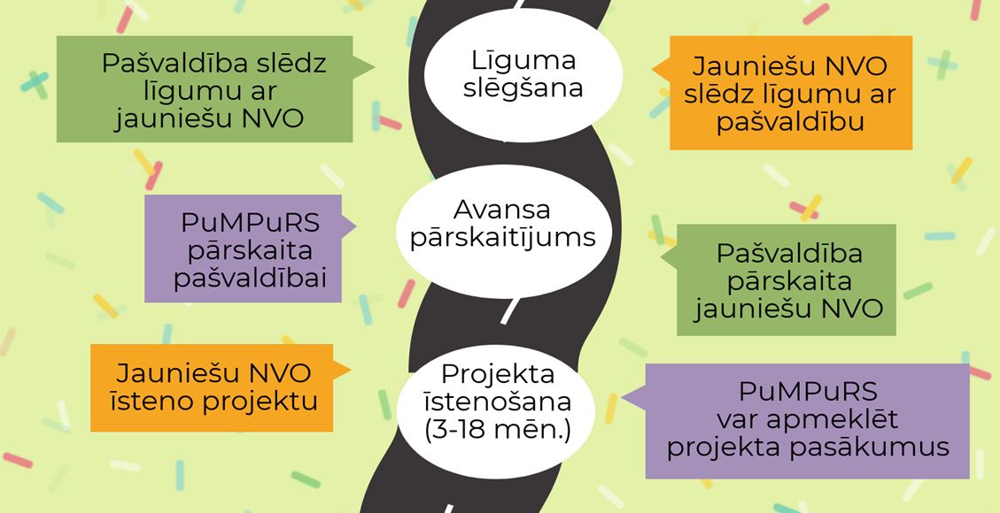 Pašvaldība slēdz
līgumu ar
jauniešu NVO
Līguma
slēgšana
Jauniešu NVO
slēdz līgumu ar
pašvaldību
PuMPuRS
pārskaita
pašvaldībai
Avansa
pārskaitījums
Pašvaldība
pārskaita
jauniešu NVO
Jauniešu NVO
īsteno projektu
Projekta
īstenošana
(3-18 mēn.)
PuMPuRS
var apmeklēt
projekta pasākumus